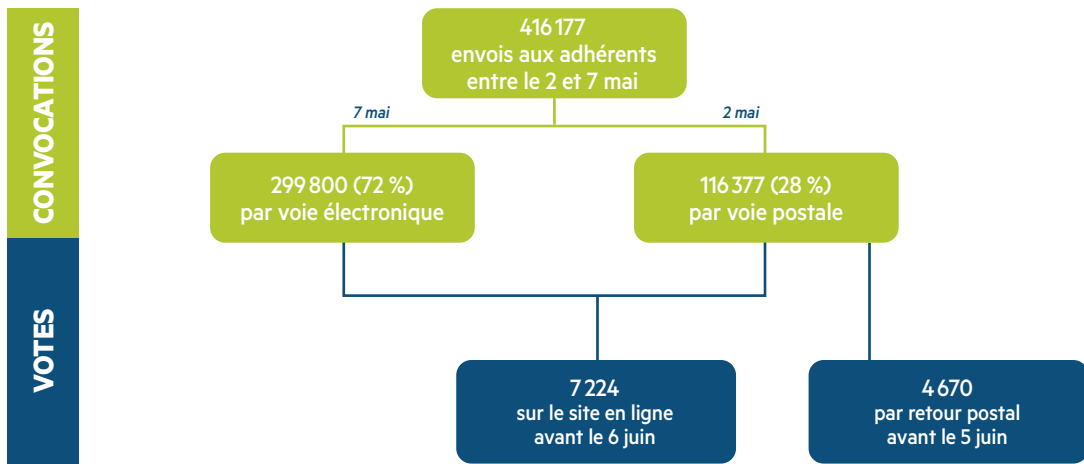 CONVOCATIONS
416 177
envois aux adhérents
entre le 2 et 7 mai
7 mai
2 mai
299 800 (72 %)
par voie électronique
116 377 (28 %)
par voie postale
VOTES
7 224
sur le site en ligne
avant le 6 juin
4 670
par retour postal
avant le 5 juin